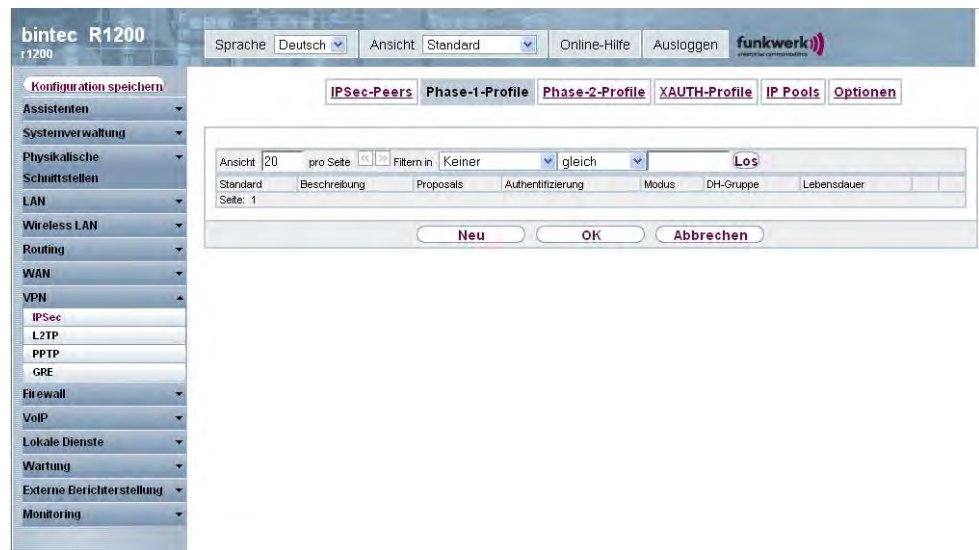 bintec R1200
r1200
Sprache Deutsch Ansicht Standard Online-Hilfe Ausloggen funkwerk
Konfiguration speichern
Assistenten
Systemverwaltung
Physikalische
Schnittstellen
LAN
Wireless LAN
Routing
WAN
VPN
IPSec
L2TP
PPTP
GRE
Firewall
VoIP
Lokale Dienste
Wartung
Externe Berichterstellung
Monitoring
IPSec-Peers Phase-1-Profile Phase-2-Profile XAUTH-Profile IP Pools Optionen
Ansicht 20 pro Seite << >> Filtern in Keiner gleich Los
Standard Beschreibung Proposals Authentifizierung Modus DH-Gruppe Lebensdauer
Seite: 1
Neu OK Abbrechen